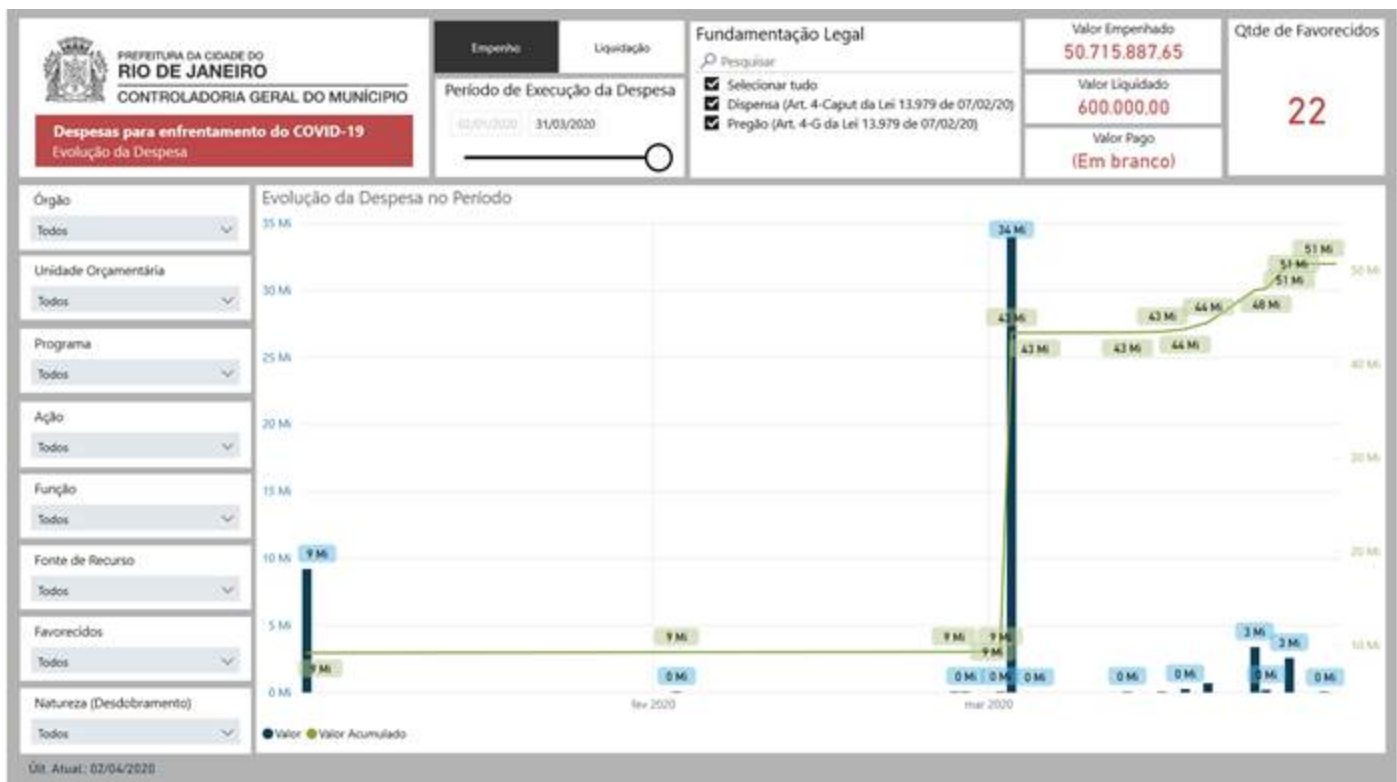 PREFEITURA DA CIDADE DO
RIO DE JANEIRO
CONTROLADORIA GERAL DO MUNÍCIPIO
Despesas para enfrentamento do COVID-19
Evolução da Despesa
Empenho
Liquidação
Período de Execução da Despesa
02/01/2020 31/03/2020
Fundamentação Legal
Pesquisar
Selecionar tudo
Dispensa (Art. 4-Caput da Lei 13.979 de 07/02/20)
Pregão (Art. 4-G da Lei 13.979 de 07/02/20)
Valor Empenhado
50.715.887,65
Valor Liquidado
600.000,00
Valor Pago
(Em branco)
Qtde de Favorecidos
22
Órgão
Todos
Unidade Orçamentária
Todos
Programa
Todos
Ação
Todos
Função
Todos
Fonte de Recurso
Todos
Favorecidos
Todos
Natureza (Desdobramento)
Todos
Evolução da Despesa no Período
35 Mi
30 Mi
25 Mi
20 Mi
15 Mi
10 Mi
5 Mi
0 Mi
9 Mi
9 Mi
9 Mi
0 Mi
9 Mi
9 Mi
9 Mi
0 Mi
0 Mi
0 Mi
34 Mi
43 Mi
43 Mi
43 Mi
43 Mi
44 Mi
44 Mi
48 Mi
51 Mi
51 Mi
51 Mi
0 Mi
0 Mi
3 Mi
3 Mi
0 Mi
0 Mi
50 Mi
40 Mi
30 Mi
20 Mi
10 Mi
fev 2020
mar 2020
Valor Valor Acumulado
Últ. Atual.: 02/04/2020